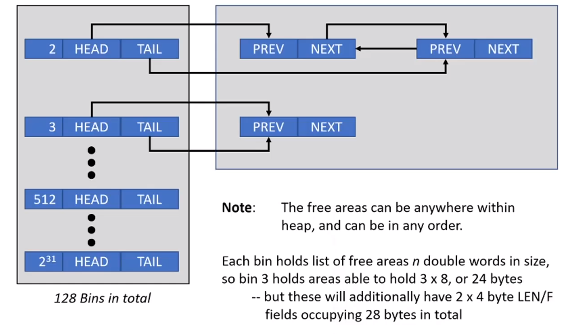 2 HEAD TAIL PREV NEXT PREV NEXT
3 HEAD TAIL PREV NEXT
512 HEAD TAIL
2³¹ HEAD TAIL
128 Bins in total
Note: The free areas can be anywhere within
heap, and can be in any order.
Each bin holds list of free areas n double words in size,
so bin 3 holds areas able to hold 3 x 8, or 24 bytes
-- but these will additionally have 2 x 4 byte LEN/F
fields occupying 28 bytes in total